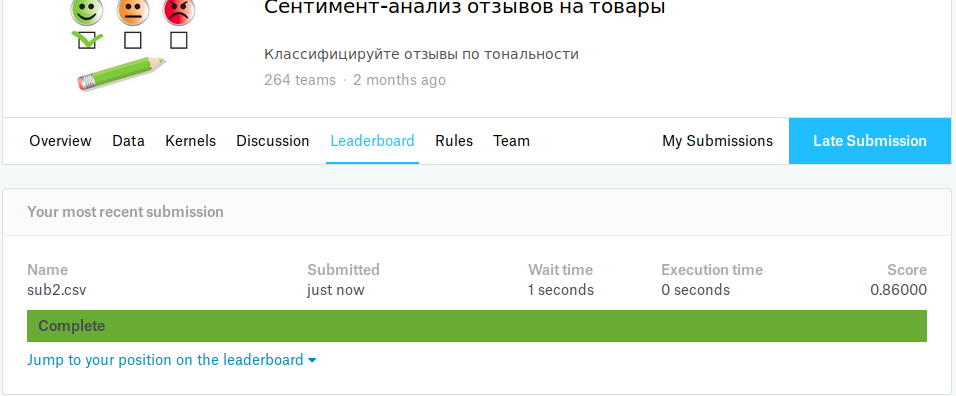 Сентимент-анализ отзывов на товары
Классифицируйте отзывы по тональности
264 teams · 2 months ago
Overview Data Kernels Discussion Leaderboard Rules Team My Submissions Late Submission
Your most recent submission
Name Submitted Wait time Execution time Score
sub2.csv just now 1 seconds 0 seconds 0.86000
Complete
Jump to your position on the leaderboard